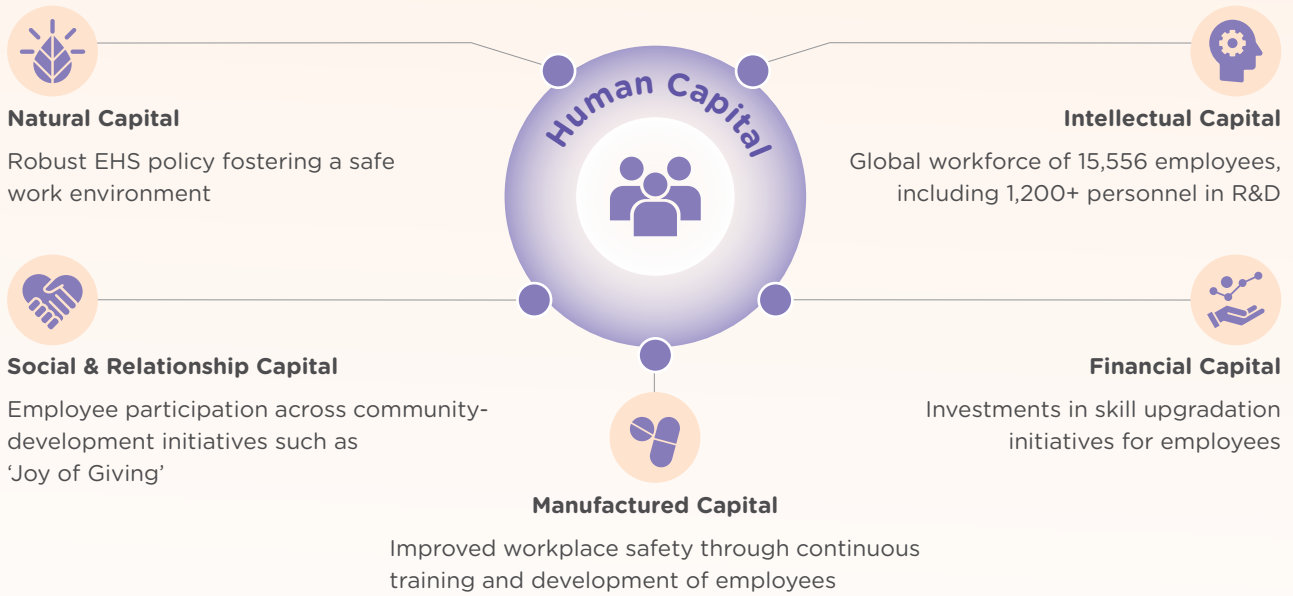 Human Capital
Natural Capital
Robust EHS policy fostering a safe
work environment
Intellectual Capital
Global workforce of 15,556 employees,
including 1,200+ personnel in R&D
Social & Relationship Capital
Employee participation across community-
development initiatives such as
‘Joy of Giving’
Financial Capital
Investments in skill upgradation
initiatives for employees
Manufactured Capital
Improved workplace safety through continuous
training and development of employees